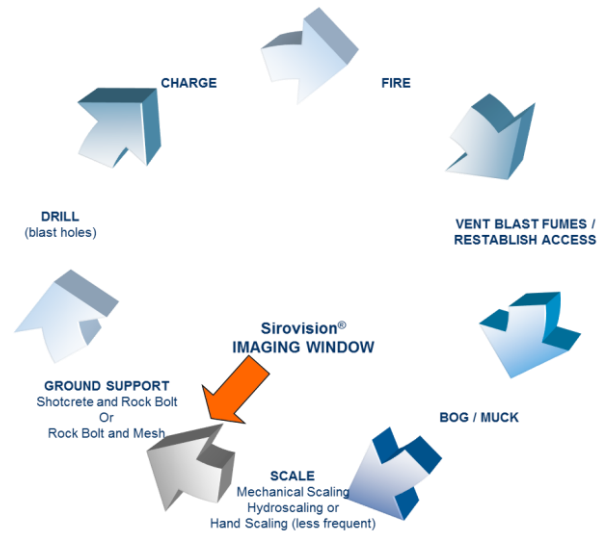 CHARGE
FIRE
VENT BLAST FUMES /
RESTABLISH ACCESS
BOG / MUCK
SCALE
Mechanical Scaling
Hydroscaling or
Hand Scaling (less frequent)
Sirovision®
IMAGING WINDOW
GROUND SUPPORT
Shotcrete and Rock Bolt
Or
Rock Bolt and Mesh
DRILL
(blast holes)